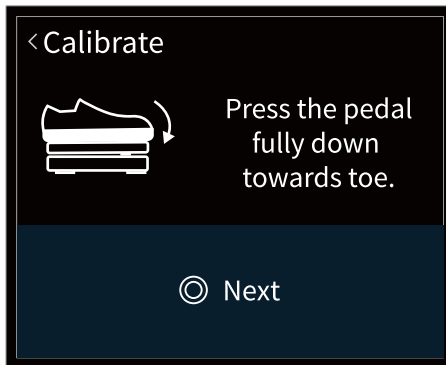 Calibrate
Press the pedal
fully down
towards toe.
Next